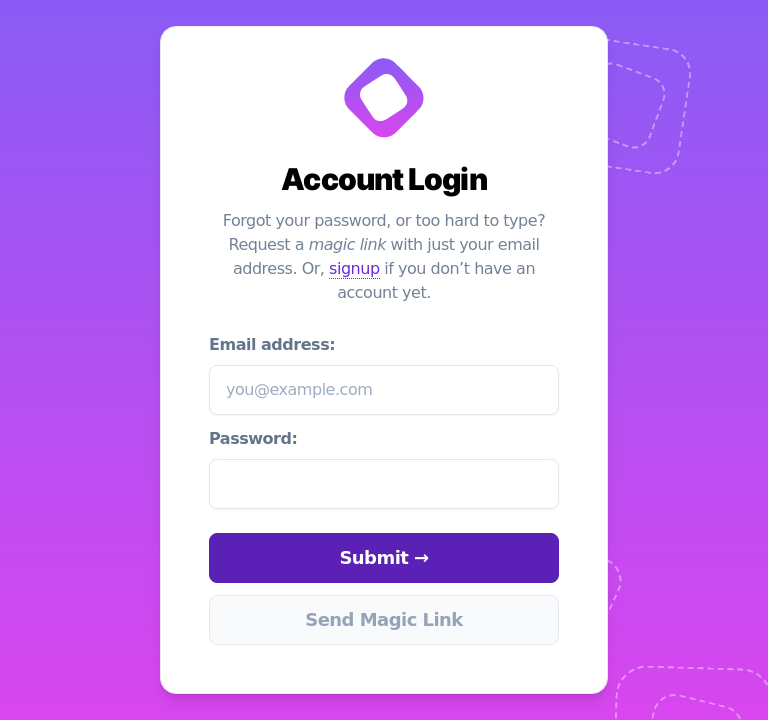 Account Login
Forgot your password, or too hard to type?
Request a magic link with just your email
address. Or, signup if you don’t have an
account yet.
Email address:
you@example.com
Password:
Submit →
Send Magic Link